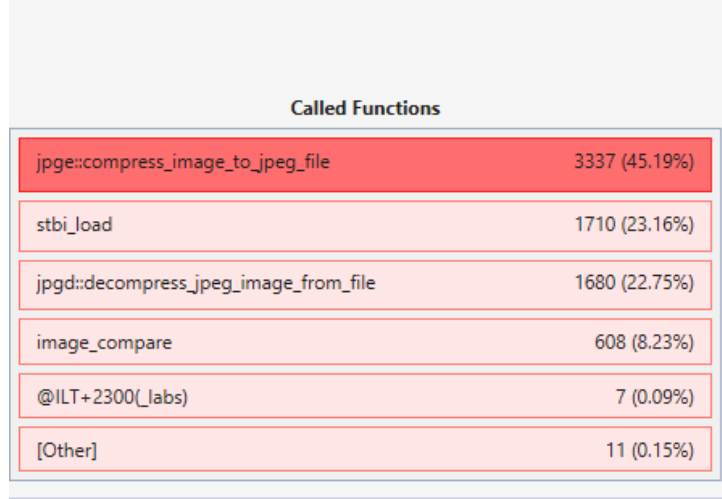 Called Functions
jpge::compress_image_to_jpeg_file 3337 (45.19%)
stbi_load 1710 (23.16%)
jpgd::decompress_jpeg_image_from_file 1680 (22.75%)
image_compare 608 (8.23%)
@ILT+2300(_labs) 7 (0.09%)
[Other] 11 (0.15%)